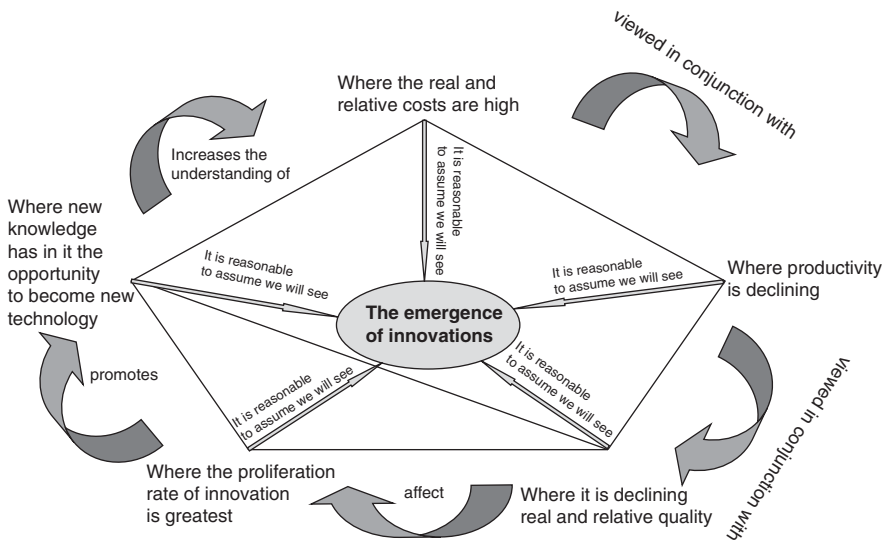 viewed in conjunction with
Where the real and
relative costs are high
Increases the
understanding of
It is reasonable
to assume we will see
Where new
knowledge
has in it the
opportunity
to become new
technology
It is reasonable
to assume we will see
It is reasonable
to assume we will see
Where productivity
is declining
The emergence
of innovations
promotes
It is reasonable
to assume we will see
It is reasonable
to assume we will see
viewed in conjunction with
Where the proliferation
rate of innovation
is greatest
affect
Where it is declining
real and relative quality